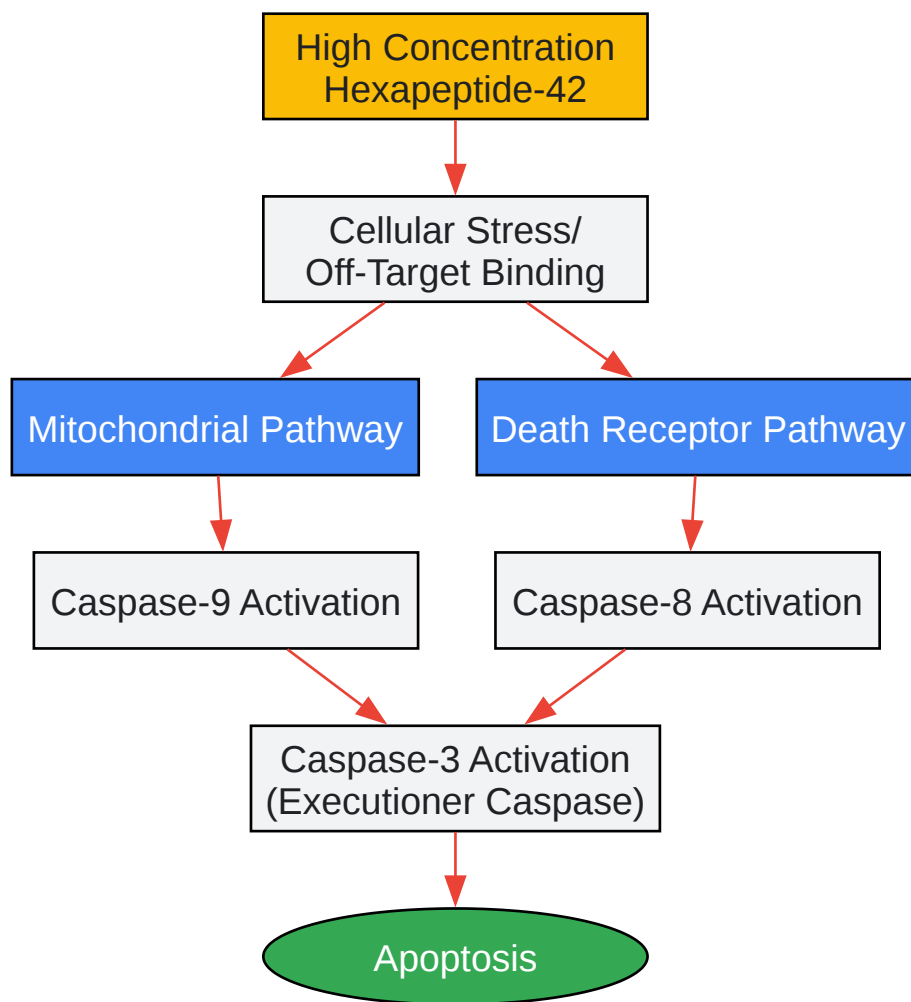 High Concentration
Hexapeptide-42
Cellular Stress/
Off-Target Binding
Mitochondrial Pathway
Death Receptor Pathway
Caspase-9 Activation
Caspase-8 Activation
Caspase-3 Activation
(Executioner Caspase)
Apoptosis